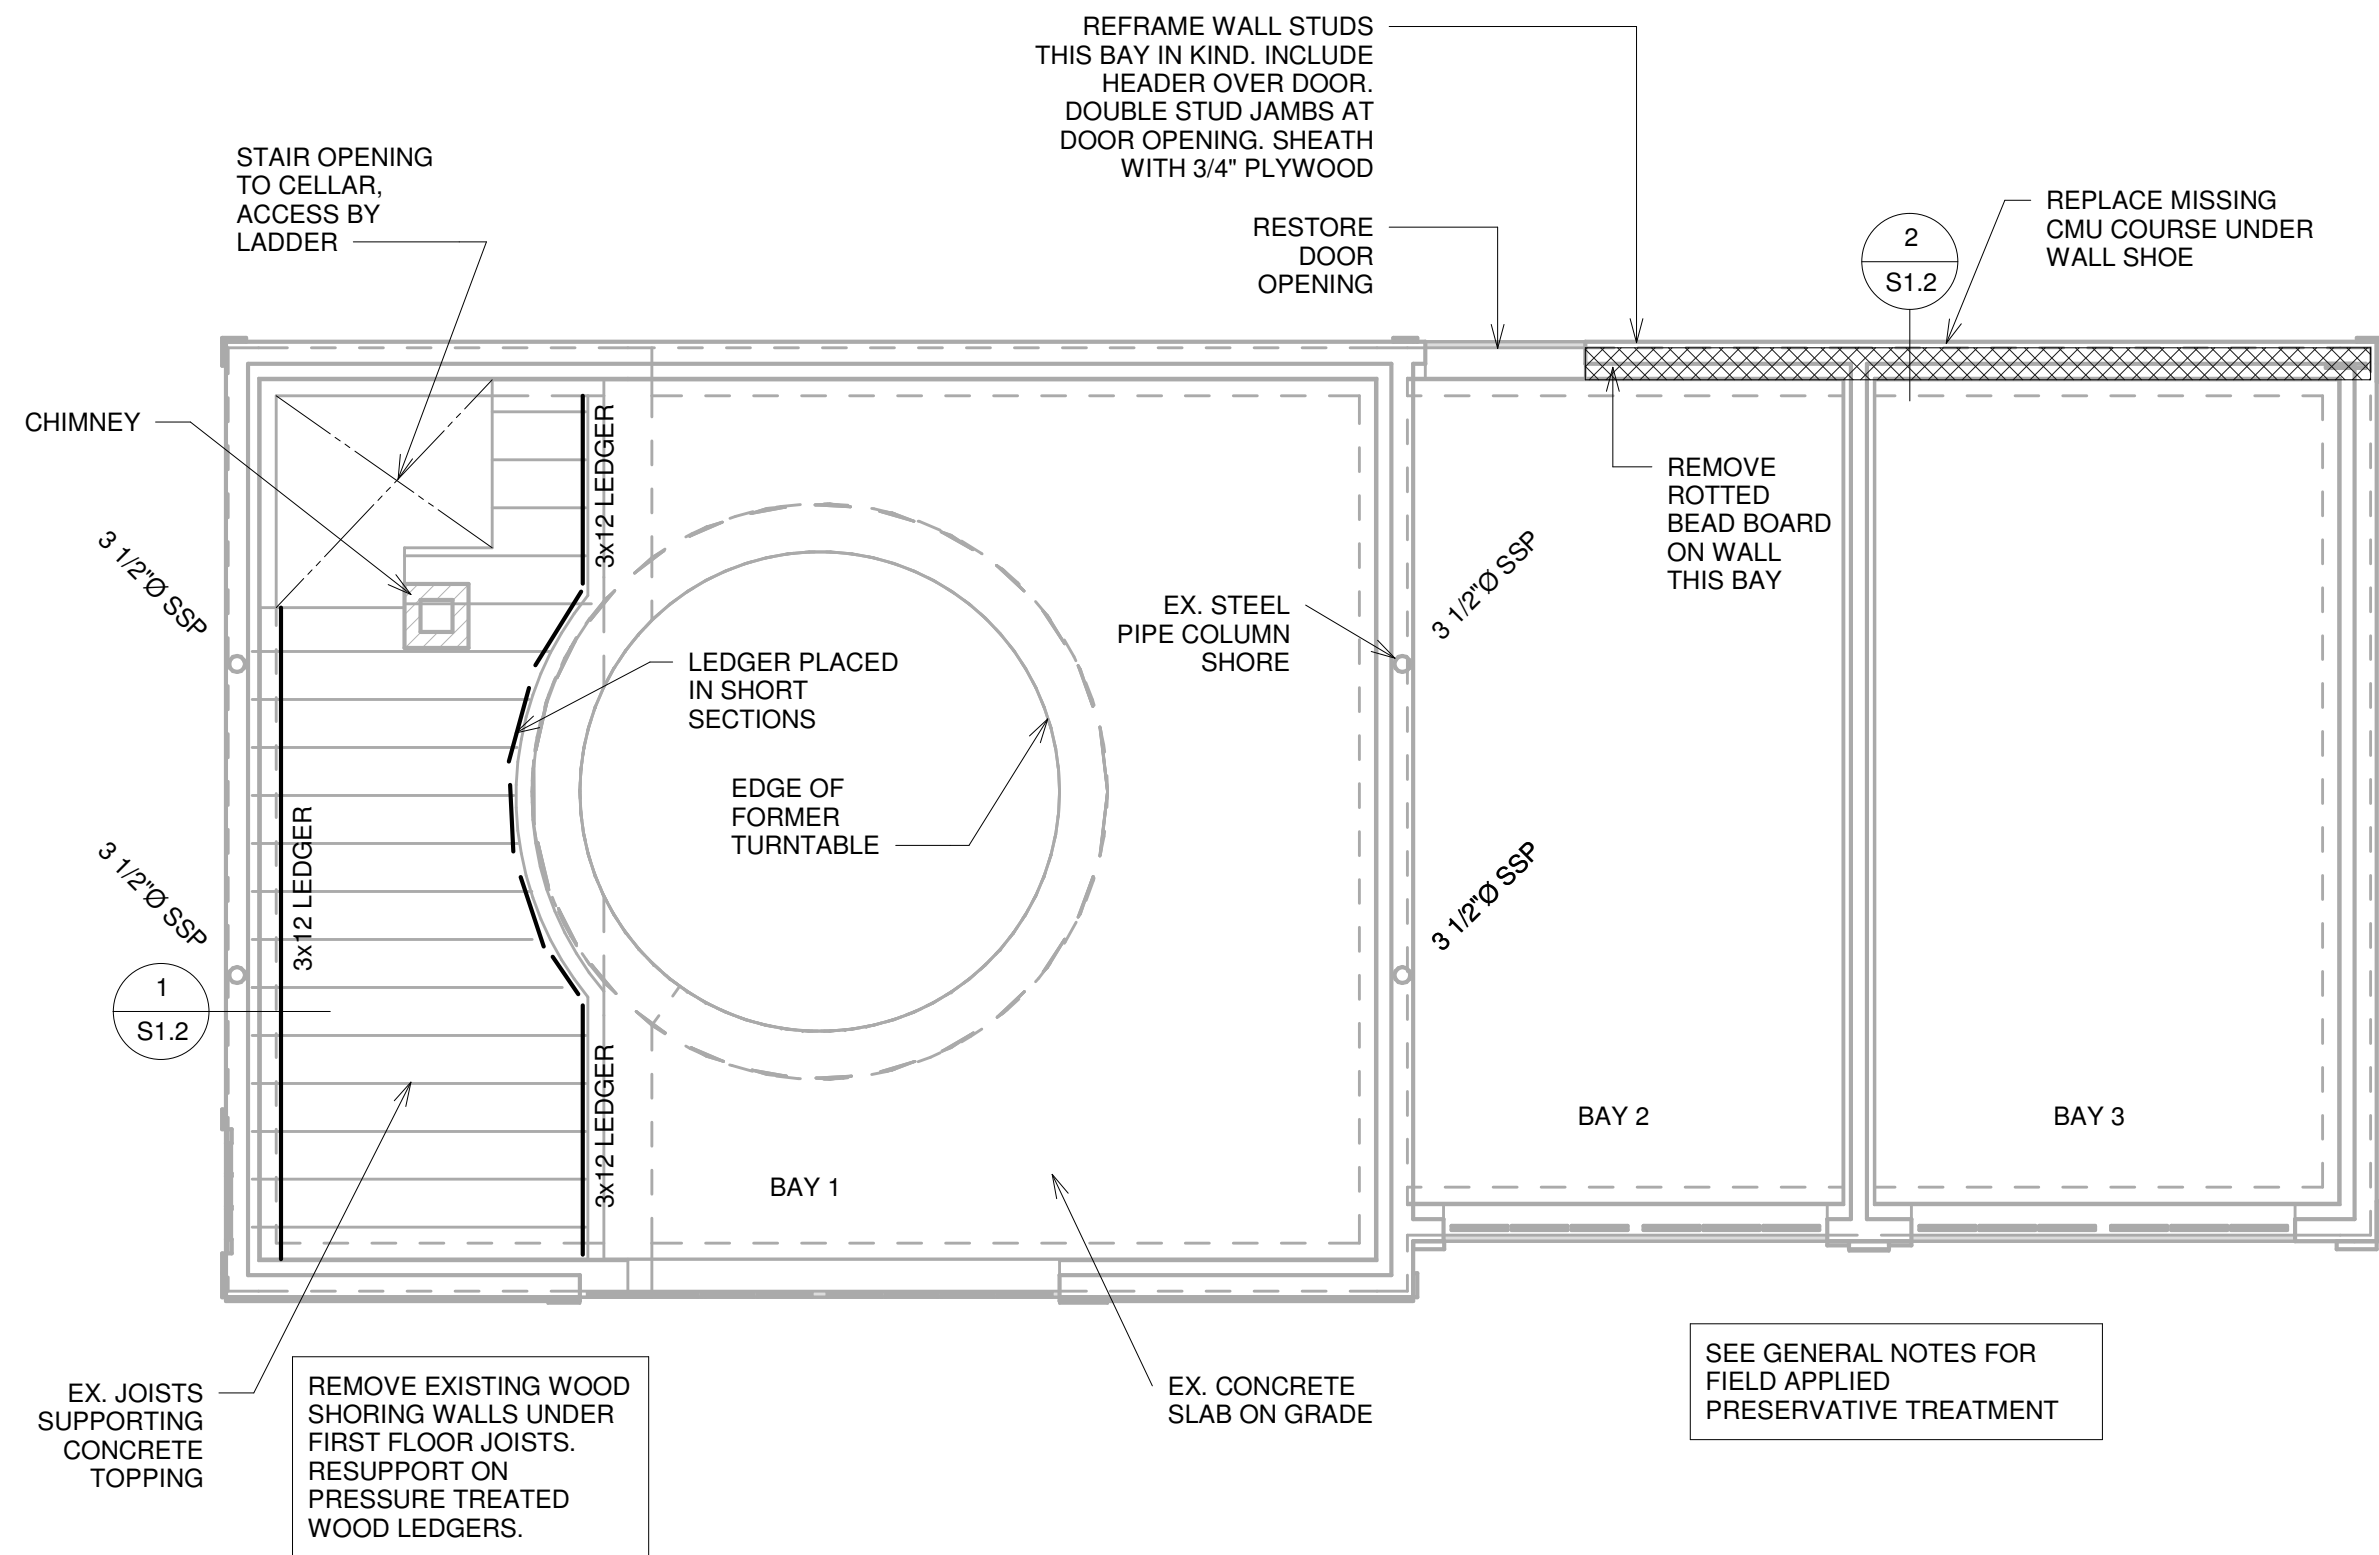 REFRAME WALL STUDS
THIS BAY IN KIND. INCLUDE
HEADER OVER DOOR.
DOUBLE STUD JAMBS AT
DOOR OPENING. SHEATH
WITH 3/4" PLYWOOD
STAIR OPENING
TO CELLAR,
ACCESS BY
LADDER
RESTORE
DOOR
OPENING
2
S1.2
REPLACE MISSING
CMU COURSE UNDER
WALL SHOE
CHIMNEY
3x12 LEDGER
REMOVE
ROTTED
BEAD BOARD
ON WALL
THIS BAY
3 1/2"Ø SSP
EX. STEEL
PIPE COLUMN
SHORE
3 1/2"Ø SSP
LEDGER PLACED
IN SHORT
SECTIONS
EDGE OF
FORMER
TURNTABLE
3 1/2"Ø SSP
3x12 LEDGER
3 1/2"Ø SSP
1
S1.2
3x12 LEDGER
BAY 1
BAY 2
BAY 3
EX. JOISTS
SUPPORTING
CONCRETE
TOPPING
REMOVE EXISTING WOOD
SHORING WALLS UNDER
FIRST FLOOR JOISTS.
RESUPPORT ON
PRESSURE TREATED
WOOD LEDGERS.
EX. CONCRETE
SLAB ON GRADE
SEE GENERAL NOTES FOR
FIELD APPLIED
PRESERVATIVE TREATMENT